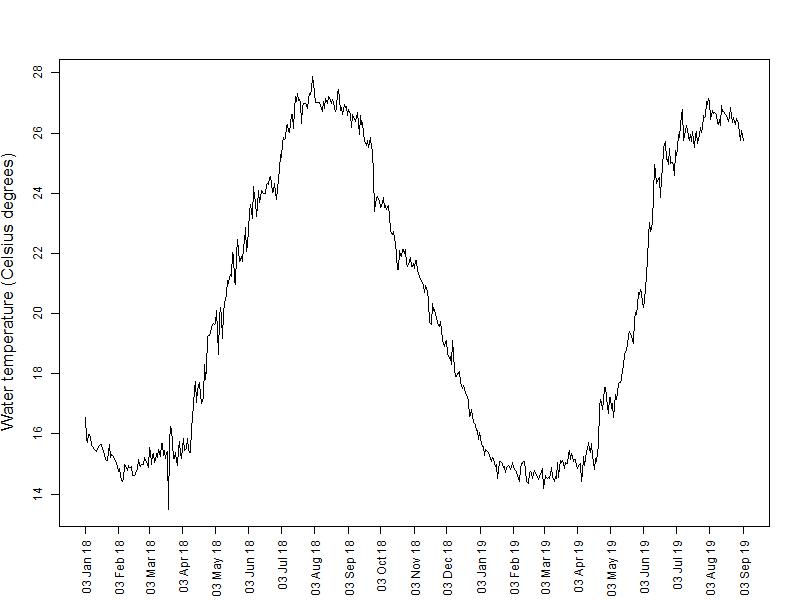 Water temperature (Celsius degrees)
28
26
24
22
20
18
16
14
03 Jan 18
03 Feb 18
03 Mar 18
03 Apr 18
03 May 18
03 Jun 18
03 Jul 18
03 Aug 18
03 Sep 18
03 Oct 18
03 Nov 18
03 Dec 18
03 Jan 19
03 Feb 19
03 Mar 19
03 Apr 19
03 May 19
03 Jun 19
03 Jul 19
03 Aug 19
03 Sep 19